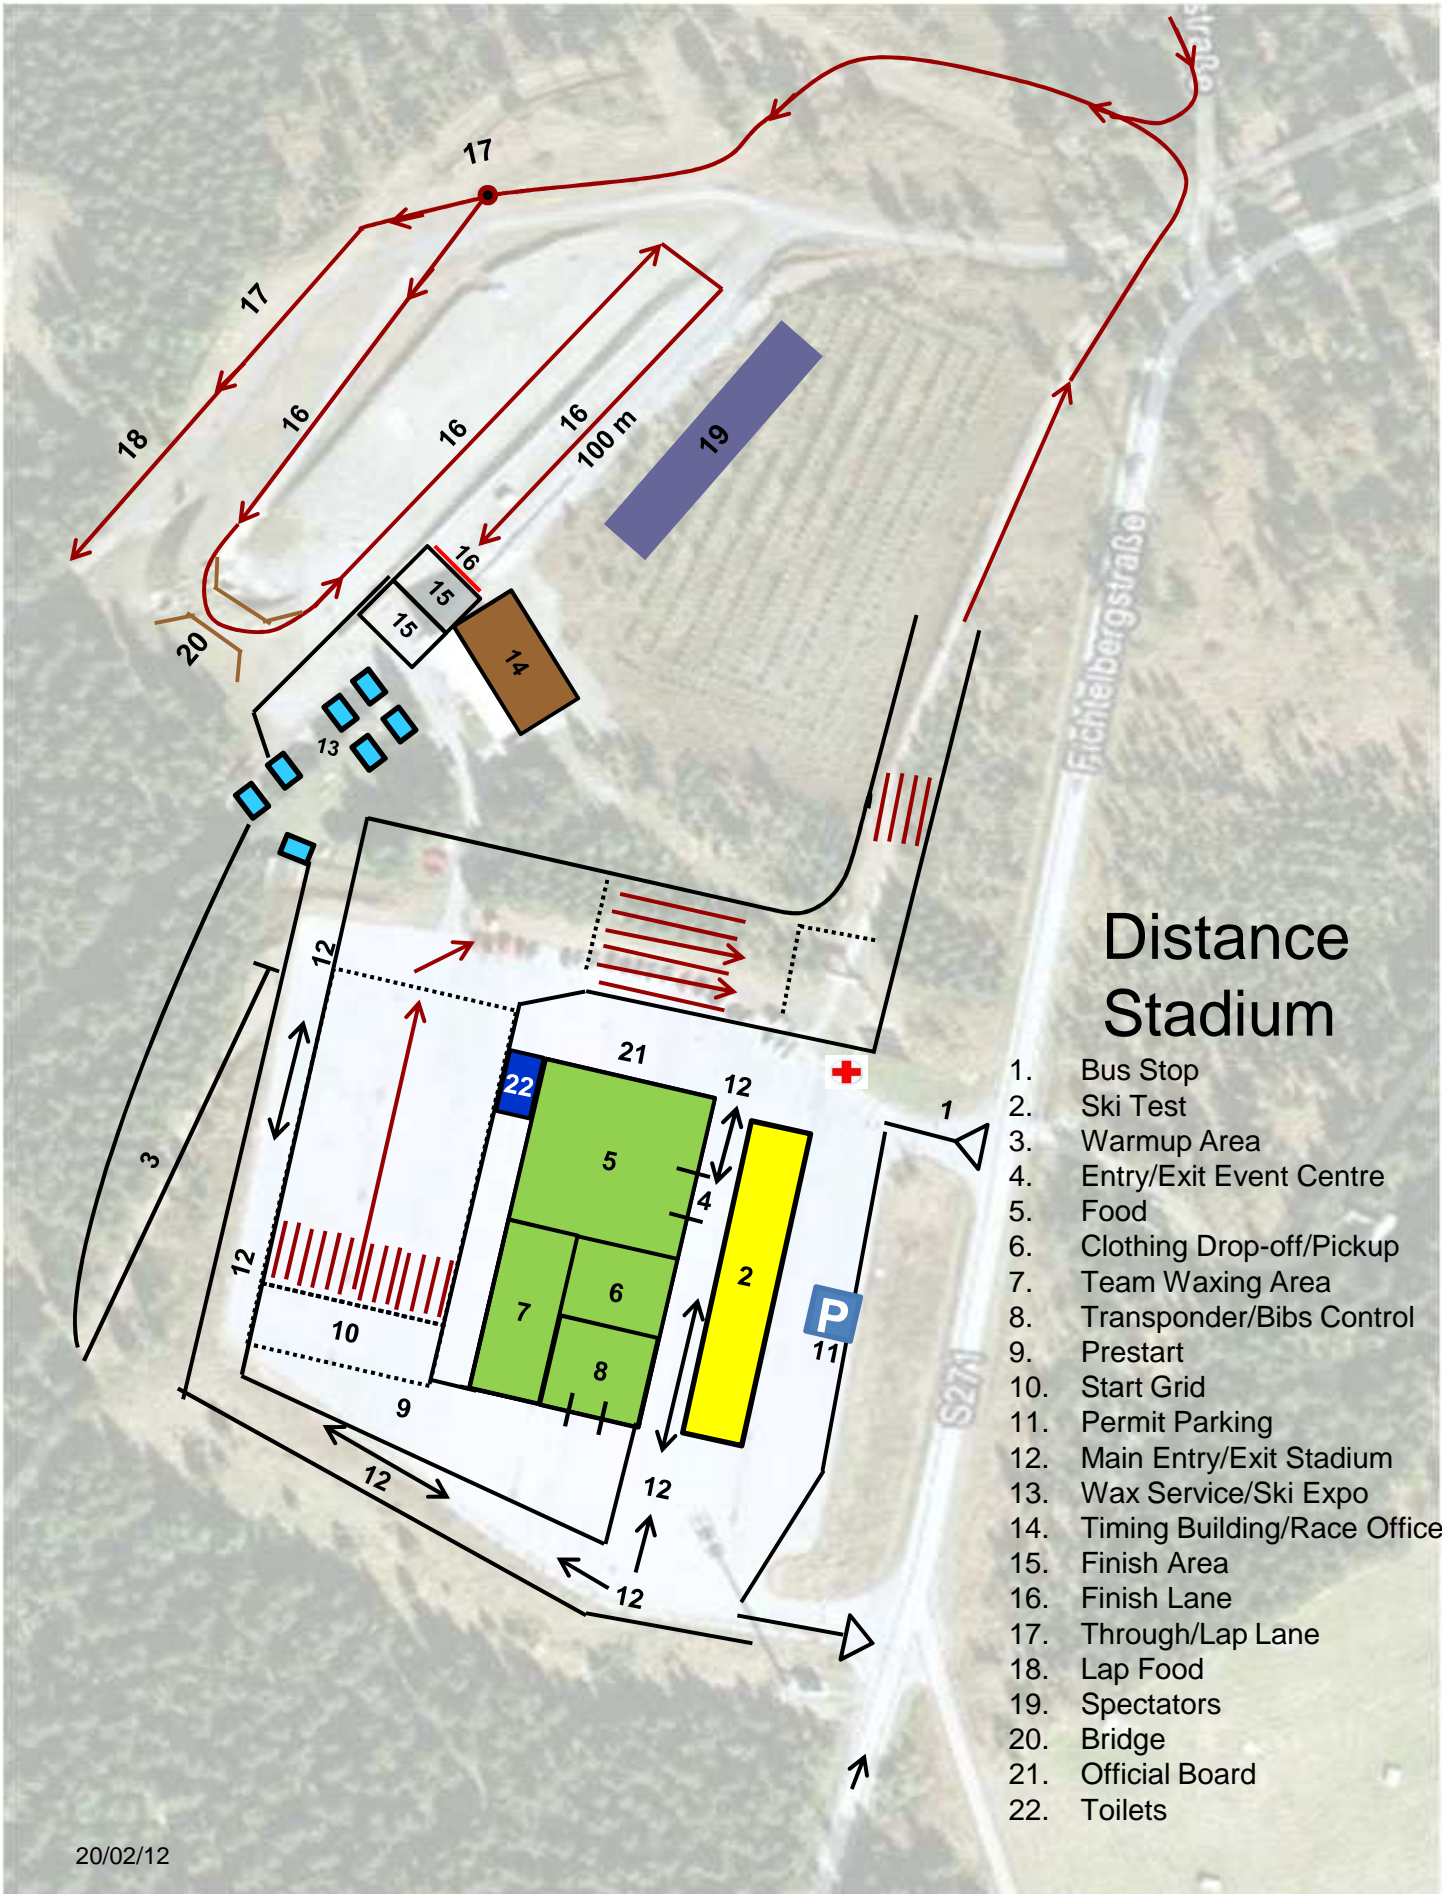 straße
17
17
18
16
16
16
100 m
19
16
15
15
14
20
13
Fichtelbergstraße
12
Distance
Stadium
21
22
12
1
5
4
3
12
2
6
7
P
11
10
8
9
S271
12
12
12
1. Bus Stop
2. Ski Test
3. Warmup Area
4. Entry/Exit Event Centre
5. Food
6. Clothing Drop-off/Pickup
7. Team Waxing Area
8. Transponder/Bibs Control
9. Prestart
10. Start Grid
11. Permit Parking
12. Main Entry/Exit Stadium
13. Wax Service/Ski Expo
14. Timing Building/Race Office
15. Finish Area
16. Finish Lane
17. Through/Lap Lane
18. Lap Food
19. Spectators
20. Bridge
21. Official Board
22. Toilets
20/02/12